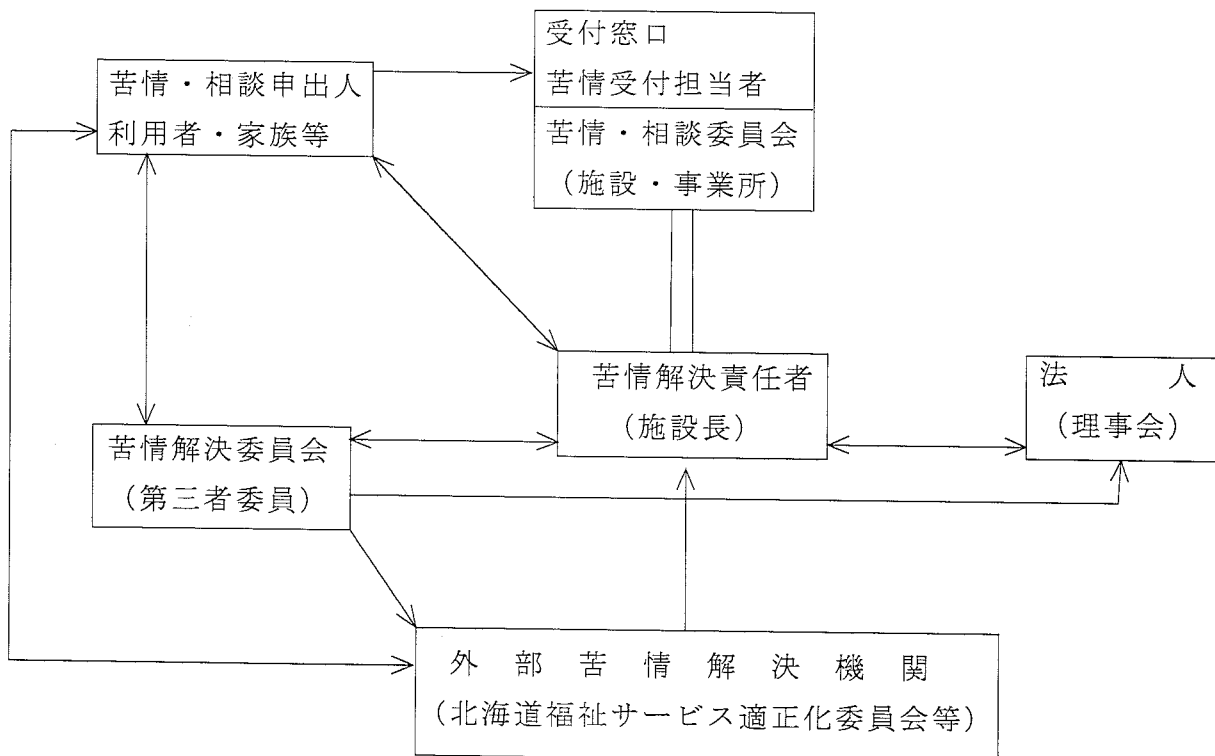 受付窓口
苦情受付担当者
苦情・相談申出人
利用者・家族等
苦情・相談委員会
(施設・事業所)
苦情解決責任者
(施設長)
法 人
(理事会)
苦情解決委員会
(第三者委員)
外 部 苦 情 解 決 機 関
(北海道福祉サービス適正化委員会等)